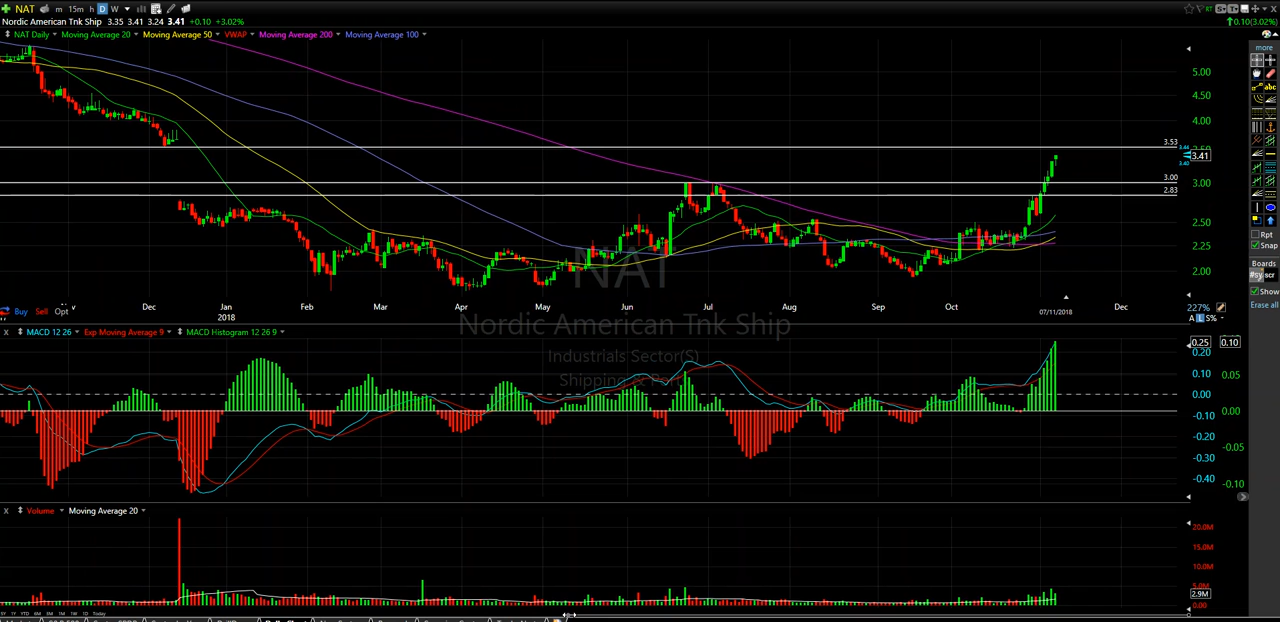 NAT m 15m h D W
Nordic American Tnk Ship 3.35 3.41 3.24 3.41 +0.10 +3.02%
0.10(3.02%)
NAT Daily Moving Average 20 Moving Average 50 VWAP Moving Average 200 Moving Average 100
more
abc
5.00
4.50
4.00
3.53
3.41
3.00
3.00
2.83
2.50
2.25
2.00
NAT
Rpt
Snap
Boards
Show
Erase all
Dec Jan Feb Mar Apr May Jun Jul Aug Sep Oct Dec
2018
07/11/2018
227%
Buy Sell Opt
A L S%
Nordic American Tnk Ship
Industrials Sector(S)
MACD 12 26 Exp Moving Average 9 MACD Histogram 12 26 9
0.25 0.10
0.20
0.10 0.05
0.00
-0.10 0.00
-0.20
-0.30 -0.05
-0.40 -0.10
Volume Moving Average 20
20.0M
15.0M
10.0M
5.0M
2.9M
0.00